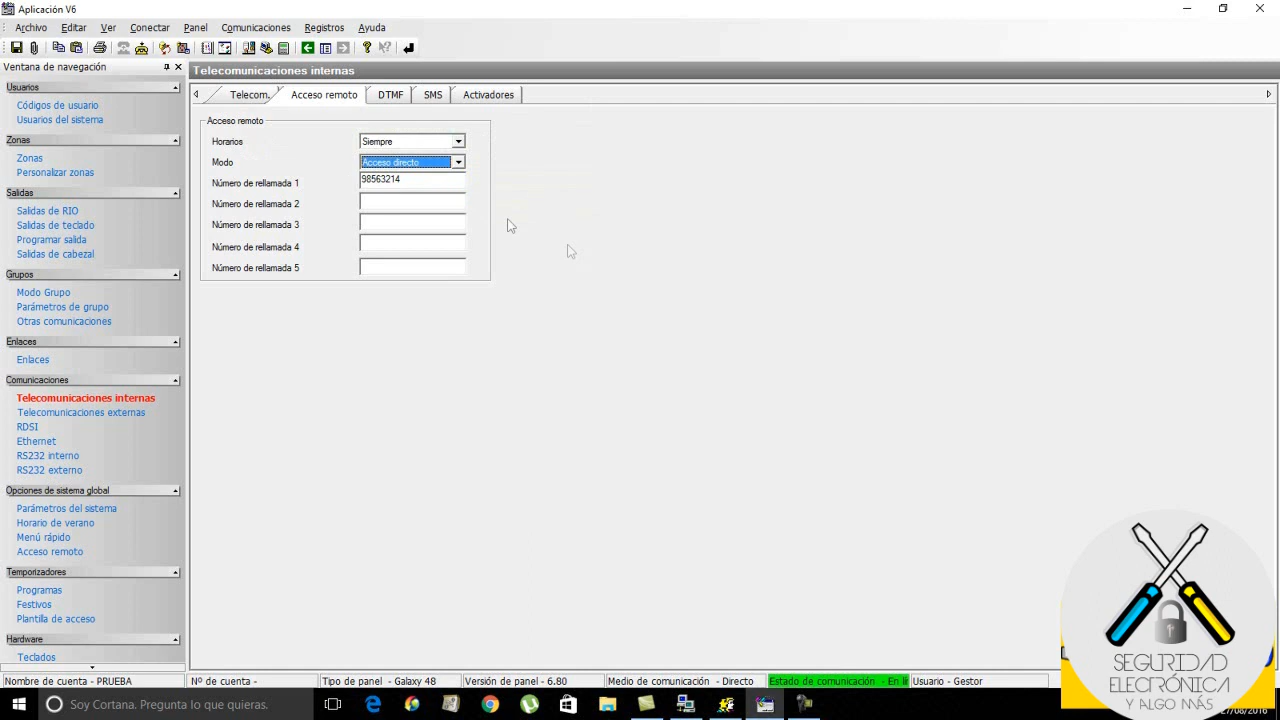 Aplicación V6
Archivo Editar Ver Conectar Panel Comunicaciones Registros Ayuda
Ventana de navegación
Telecomunicaciones internas
Usuarios
Códigos de usuario
Usuarios del sistema
Zonas
Zonas
Personalizar zonas
Salidas
Salidas de RIO
Salidas de teclado
Programar salida
Salidas de cabezal
Grupos
Modo Grupo
Parámetros de grupo
Otras comunicaciones
Enlaces
Enlaces
Comunicaciones
Telecomunicaciones internas
Telecomunicaciones externas
RDSI
Ethernet
RS232 interno
RS232 externo
Opciones de sistema global
Parámetros del sistema
Horario de verano
Menú rápido
Acceso remoto
Temporizadores
Programas
Festivos
Plantilla de acceso
Hardware
Teclados
Telecom. Acceso remoto DTMF SMS Activadores
Acceso remoto
Horarios Siempre
Modo Acceso directo
Número de rellamada 1 98563214
Número de rellamada 2
Número de rellamada 3
Número de rellamada 4
Número de rellamada 5
SEGURIDAD
ELECTRÓNICA
Y ALGO MÁS
Nombre de cuenta - PRUEBA Nº de cuenta - Tipo de panel - Galaxy 48 Versión de panel - 6.80 Medio de comunicación - Directo Estado de comunicación - En lí Usuario - Gestor
Soy Cortana. Pregunta lo que quieras.
27/08/2016